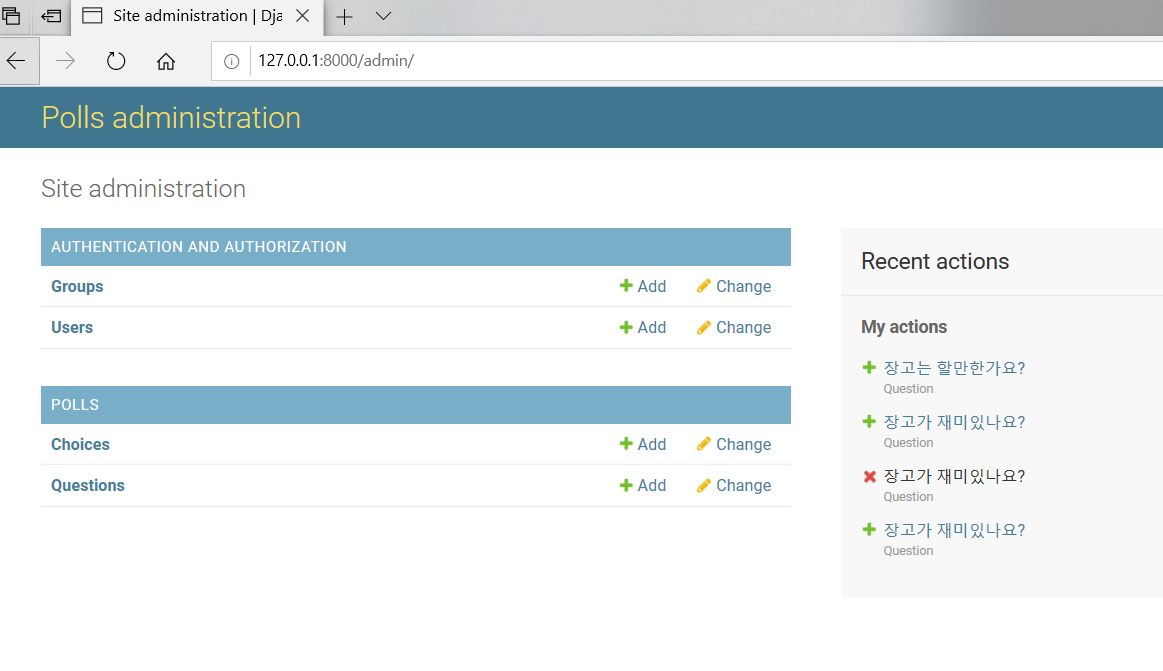 Site administration | Dja
127.0.0.1:8000/admin/
Polls administration
Site administration
AUTHENTICATION AND AUTHORIZATION
Groups Add Change
Users Add Change
POLLS
Choices Add Change
Questions Add Change
Recent actions
My actions
장고는 할만한가요?
Question
장고가 재미있나요?
Question
장고가 재미있나요?
Question
장고가 재미있나요?
Question